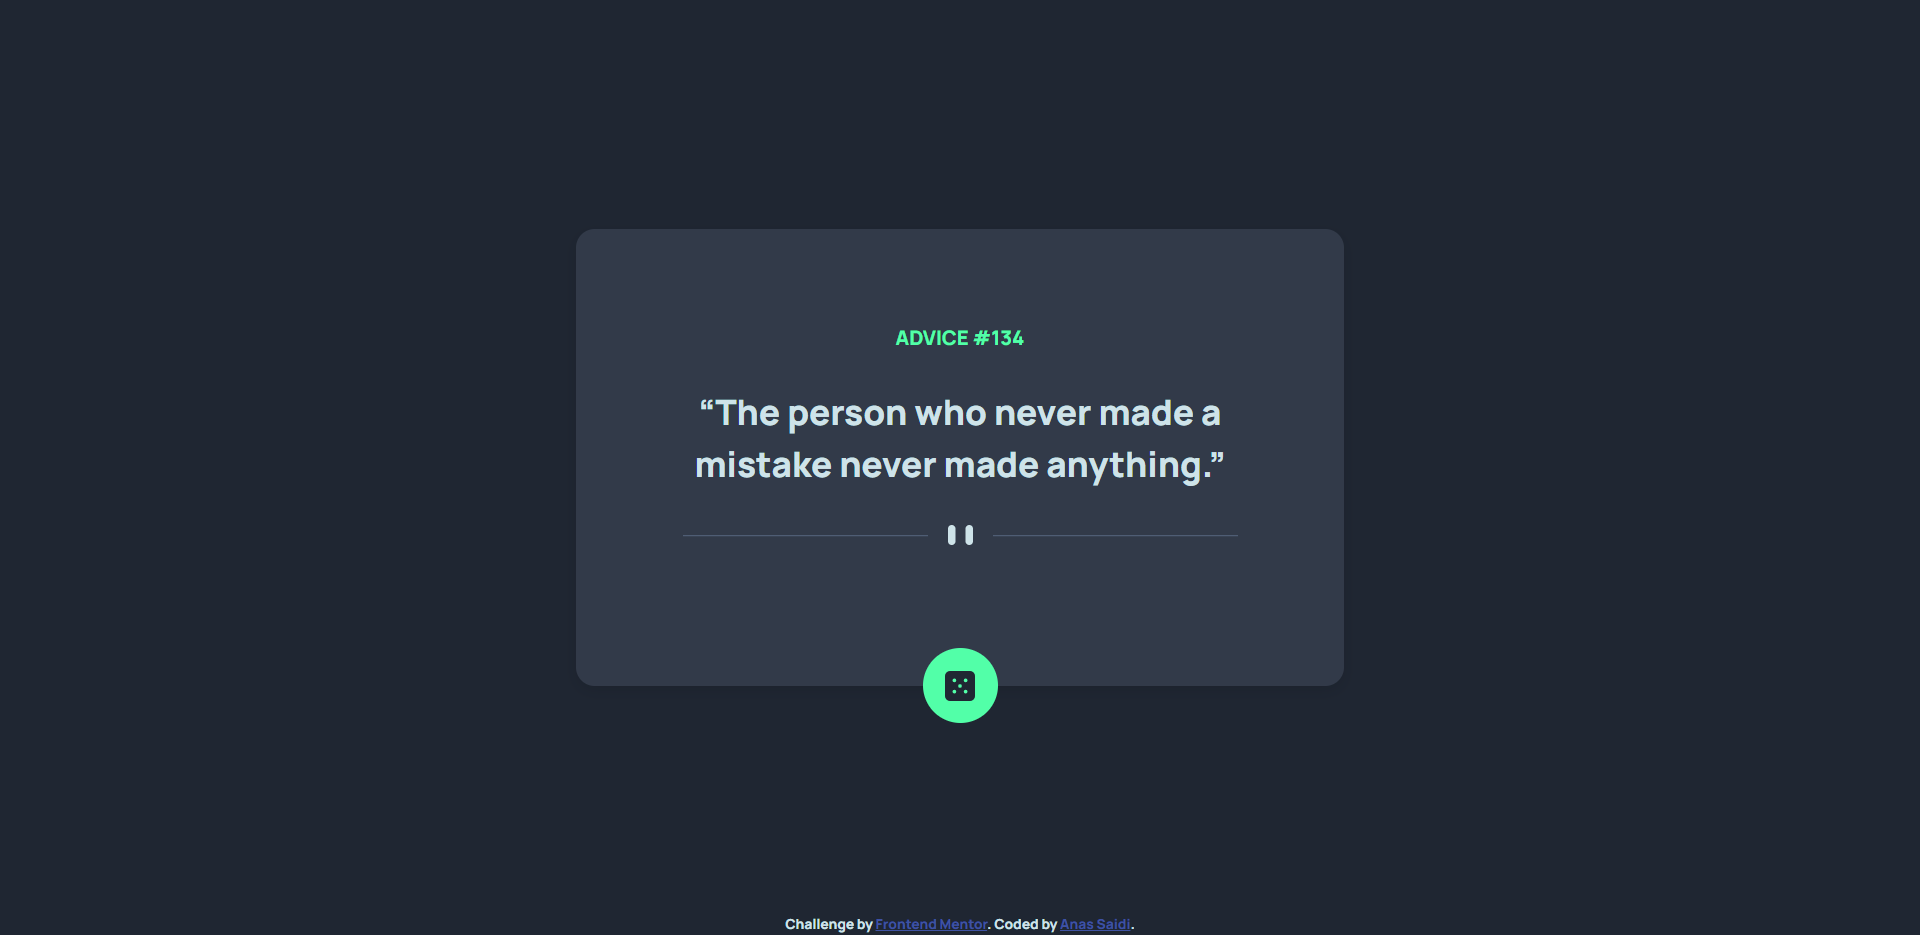 ADVICE #134
“The person who never made a
mistake never made anything.”
Challenge by Frontend Mentor. Coded by Anas Saidi.